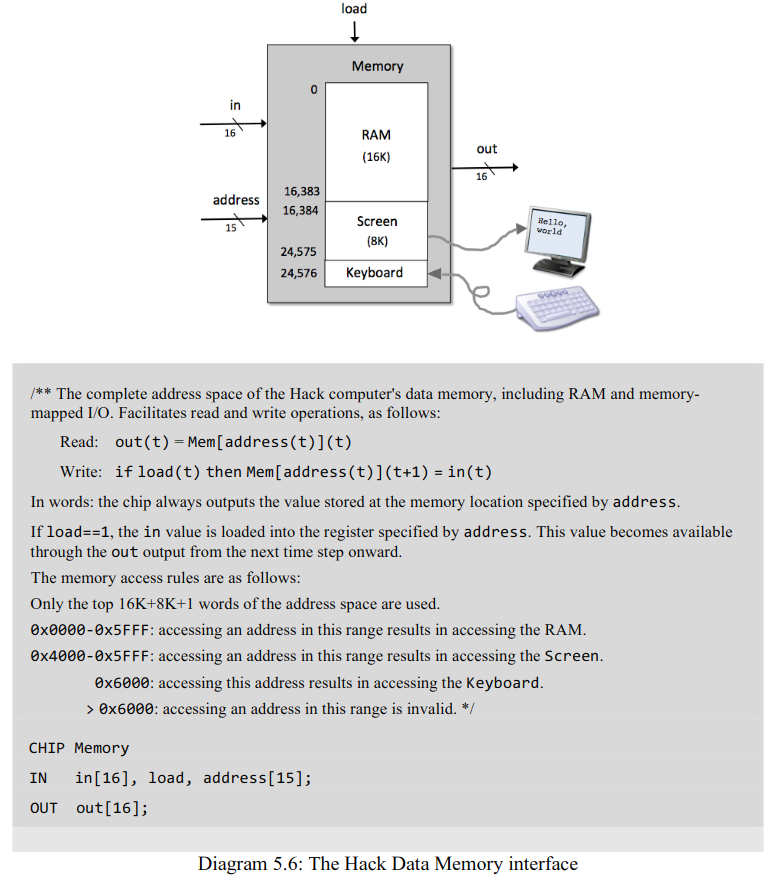 load
Memory
0
in
16
RAM
(16K)
out
16
16,383
address
16,384
15
Screen
(8K)
Hello,
world
24,575
24,576
Keyboard
/** The complete address space of the Hack computer's data memory, including RAM and memory-
mapped I/O. Facilitates read and write operations, as follows:
Read: out(t) = Mem[address(t)](t)
Write: if load(t) then Mem[address(t)](t+1) = in(t)
In words: the chip always outputs the value stored at the memory location specified by address.
If load==1, the in value is loaded into the register specified by address. This value becomes available
through the out output from the next time step onward.
The memory access rules are as follows:
Only the top 16K+8K+1 words of the address space are used.
0x0000-0x5FFF: accessing an address in this range results in accessing the RAM.
0x4000-0x5FFF: accessing an address in this range results in accessing the Screen.
0x6000: accessing this address results in accessing the Keyboard.
> 0x6000: accessing an address in this range is invalid. */
CHIP Memory
IN in[16], load, address[15];
OUT out[16];
Diagram 5.6: The Hack Data Memory interface